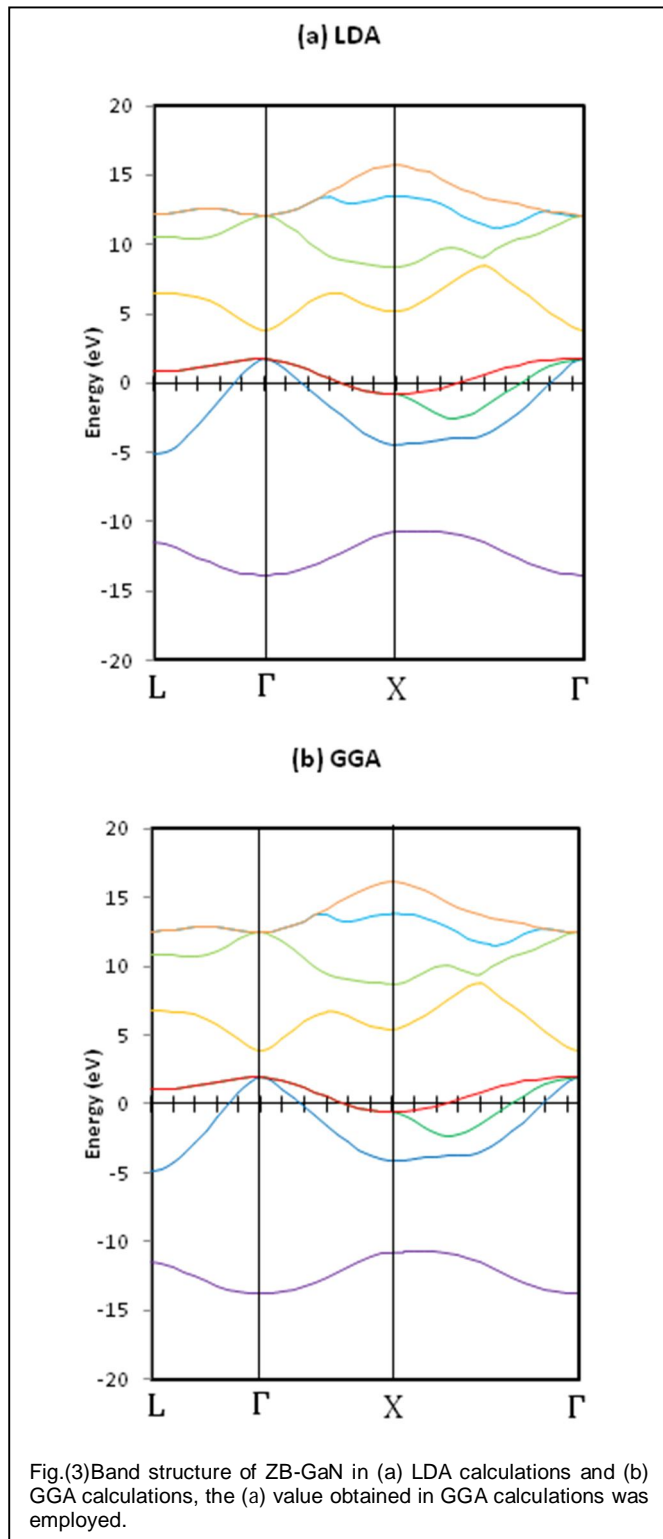 (a) LDA
20
15
10
5
0
-5
-10
-15
-20
Energy (eV)
L Γ X Γ
(b) GGA
20
15
10
5
0
-5
-10
-15
-20
Energy (eV)
L Γ X Γ
Fig.(3)Band structure of ZB-GaN in (a) LDA calculations and (b)
GGA calculations, the (a) value obtained in GGA calculations was
employed.